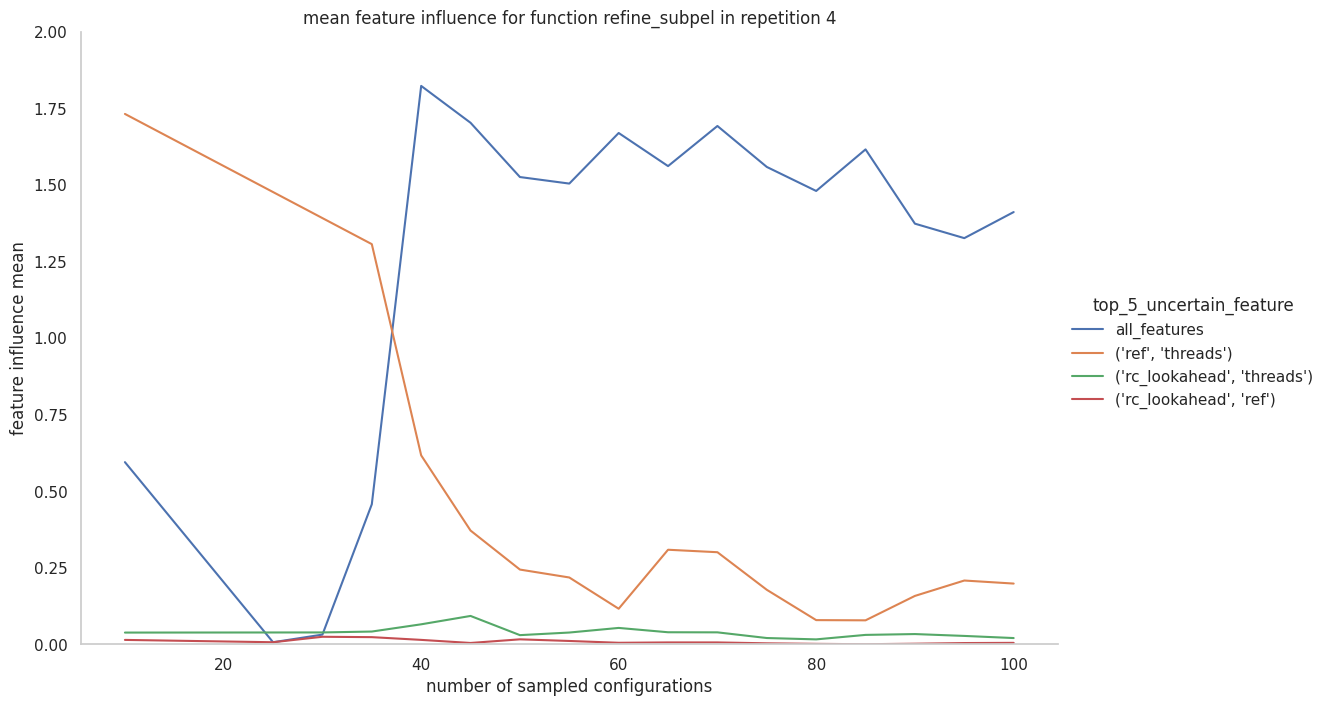 mean feature influence for function refine_subpel in repetition 4
2.00
1.75
1.50
1.25
1.00
0.75
0.50
0.25
0.00
feature influence mean
20
40
60
80
100
number of sampled configurations
top_5_uncertain_feature
all_features
('ref', 'threads')
('rc_lookahead', 'threads')
('rc_lookahead', 'ref')